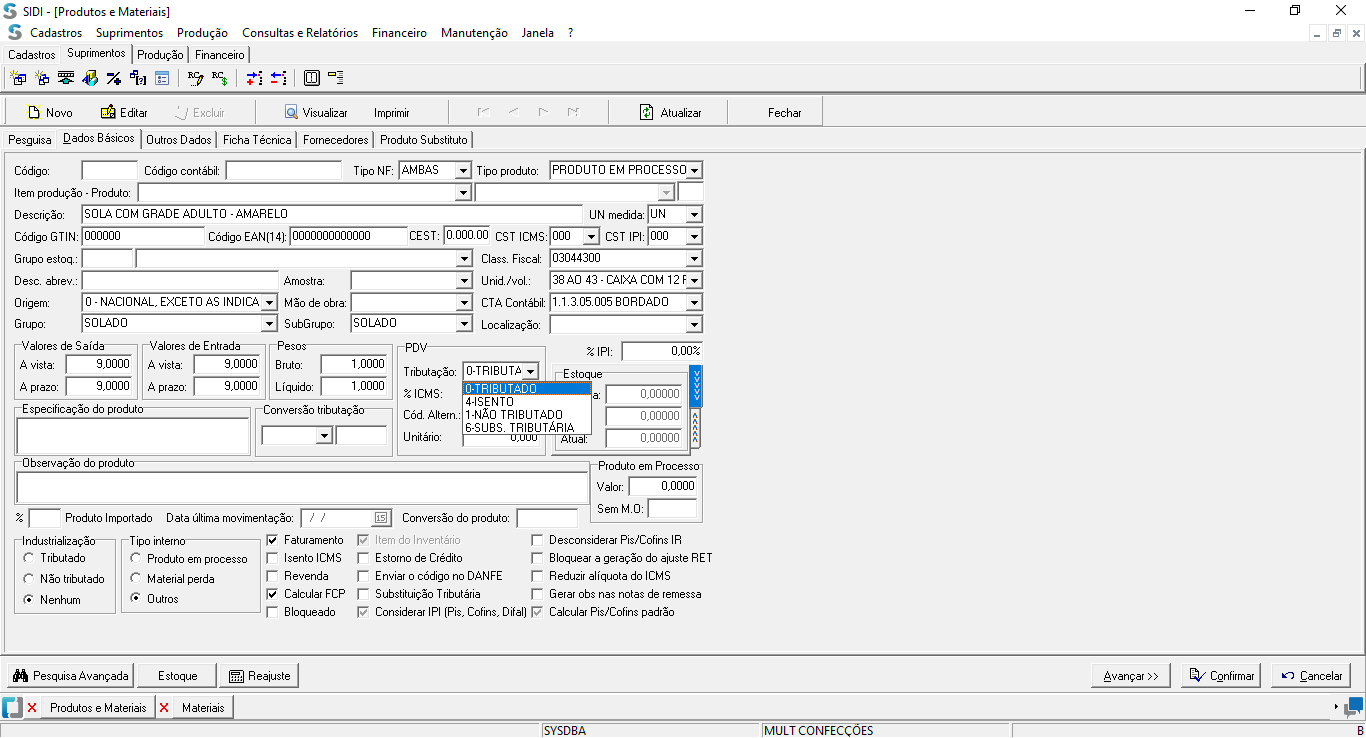 SIDI - [Produtos e Materiais]
Cadastros Suprimentos Produção Consultas e Relatórios Financeiro Manutenção Janela ?
Cadastros Suprimentos Produção Financeiro
Novo Editar Excluir Visualizar Imprimir Atualizar Fechar
Pesquisa Dados Básicos Outros Dados Ficha Técnica Fornecedores Produto Substituto
Código: Código contábil: Tipo NF: AMBAS Tipo produto: PRODUTO EM PROCESSO
Item produção - Produto:
Descrição: SOLA COM GRADE ADULTO - AMARELO UN medida: UN
Código GTIN: 000000 Código EAN(14): 0000000000000 CEST: 0.000.00 CST ICMS: 000 CST IPI: 000
Grupo estoq.: Class. Fiscal: 03044300
Desc. abrev.: Amostra: Unid./vol.: 38 AO 43 - CAIXA COM 12 F
Origem: 0 - NACIONAL, EXCETO AS INDICA Mão de obra: CTA Contábil: 1.1.3.05.005 BORDADO
Grupo: SOLADO SubGrupo: SOLADO Localização:
Valores de Saída Valores de Entrada Pesos PDV % IPI: 0,00%
A vista: 9,0000 A vista: 9,0000 Bruto: 1,0000 Tributação: 0-TRIBUTA Estoque
A prazo: 9,0000 A prazo: 9,0000 Líquido: 1,0000 % ICMS: 0-TRIBUTADO a: 0,00000
4-ISENTO
Especificação do produto Conversão tributação Cód. Altern.: 1-NÃO TRIBUTADO 0,00000
6-SUBS. TRIBUTÁRIA
Unitário: 0,000 Atual: 0,00000
Observação do produto Produto em Processo
Valor: 0,0000
Sem M.O:
% Produto Importado Data última movimentação: / / 15 Conversão do produto:
Industrialização Tipo interno Faturamento Item do Inventário Desconsiderar Pis/Cofins IR
Tributado Produto em processo Isento ICMS Estorno de Crédito Bloquear a geração do ajuste RET
Não tributado Material perda Revenda Enviar o código no DANFE Reduzir alíquota do ICMS
Nenhum Outros Calcular FCP Substituição Tributária Gerar obs nas notas de remessa
Bloqueado Considerar IPI (Pis, Cofins, Difal) Calcular Pis/Cofins padrão
Pesquisa Avançada Estoque Reajuste Avançar >> Confirmar Cancelar
Produtos e Materiais Materiais
SYSDBA MULT CONFECÇÕES B